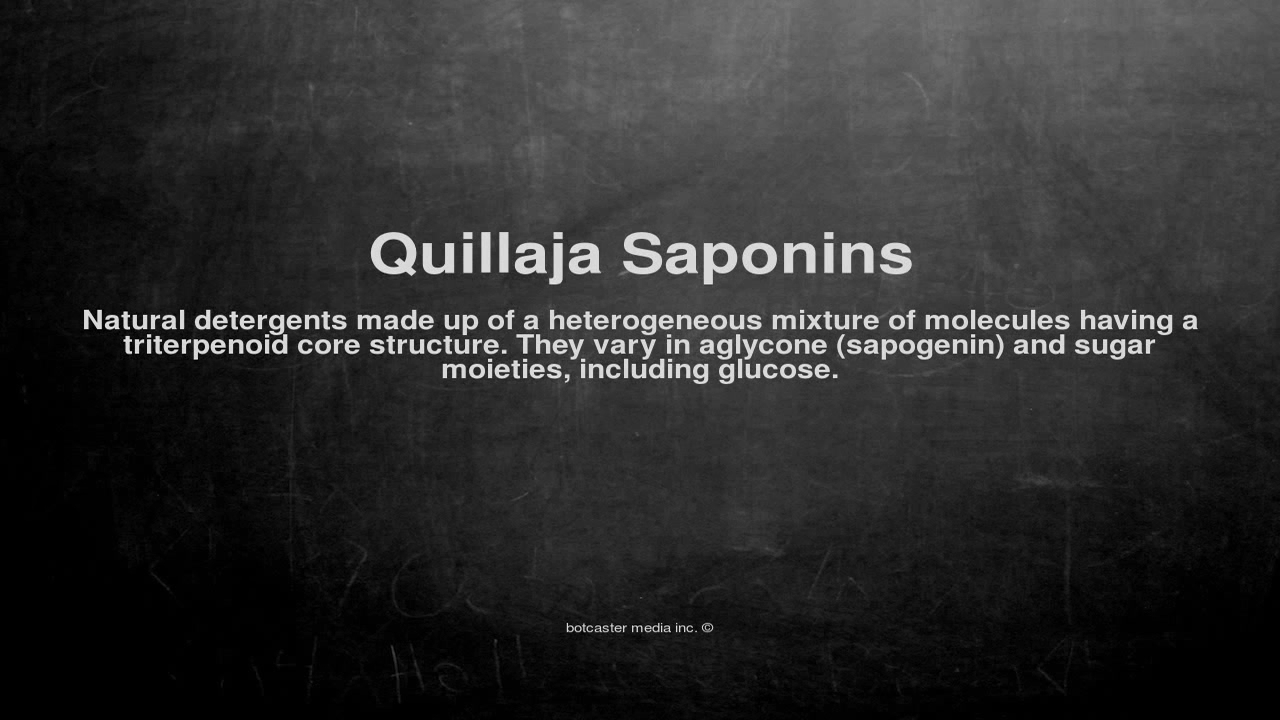 Quillaja Saponins
Natural detergents made up of a heterogeneous mixture of molecules having a
triterpenoid core structure. They vary in aglycone (sapogenin) and sugar
moieties, including glucose.
botcaster media inc. ©